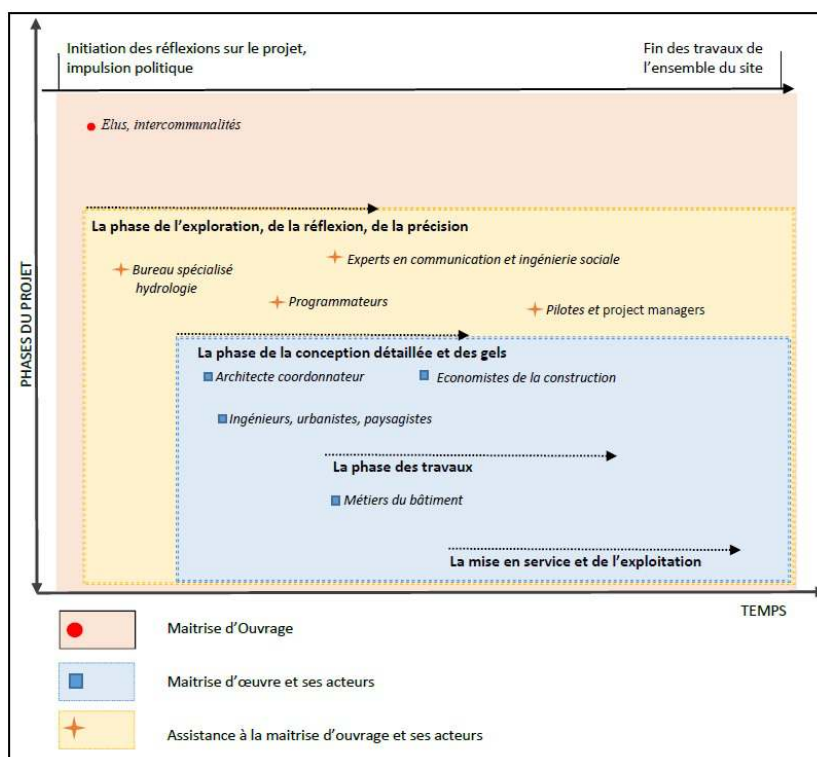 Initiation des réflexions sur le projet,
impulsion politique
Fin des travaux de
l'ensemble du site
Elus, intercommunalités
La phase de l'exploration, de la réflexion, de la précision
Experts en communication et ingénierie sociale
Bureau spécialisé
hydrologie
Programmateurs
Pilotes et project managers
La phase de la conception détaillée et des gels
Architecte coordonnateur
Economistes de la construction
Ingénieurs, urbanistes, paysagistes
La phase des travaux
Métiers du bâtiment
La mise en service et de l'exploitation
PHASES DU PROJET
TEMPS
Maitrise d'Ouvrage
Maitrise d'œuvre et ses acteurs
Assistance à la maitrise d'ouvrage et ses acteurs